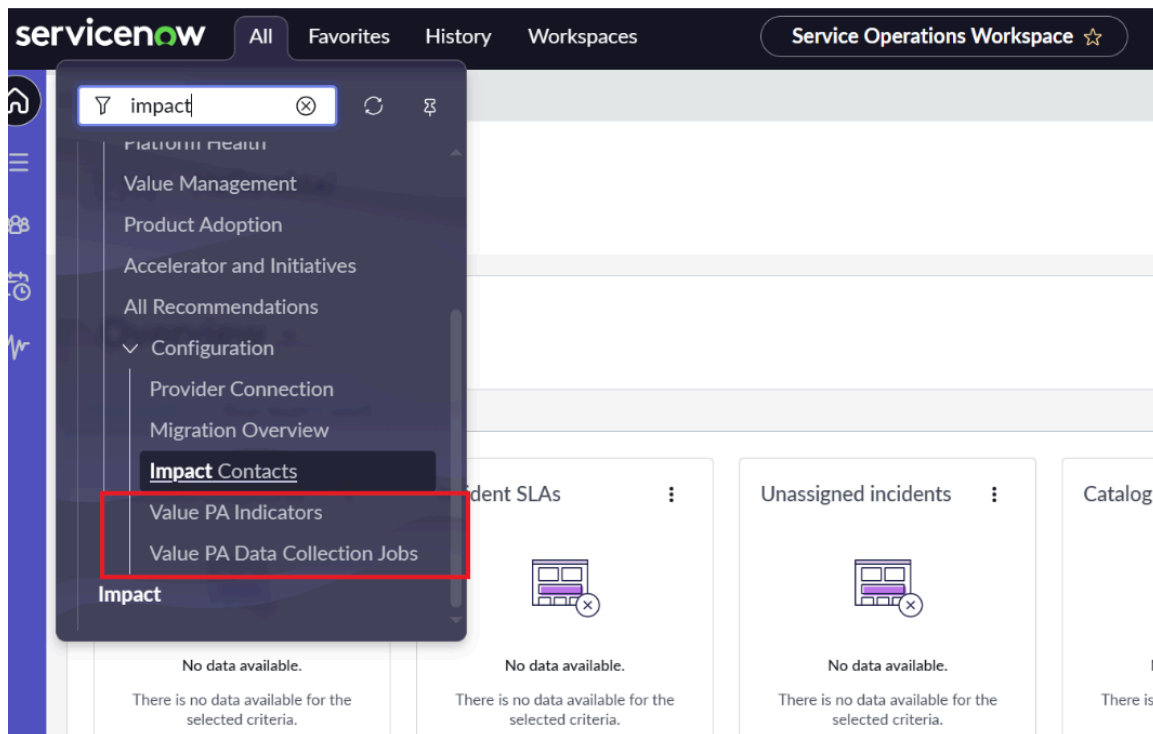 servicenow All Favorites History Workspaces Service Operations Workspace
impact
Platform Health
Value Management
Product Adoption
Accelerator and Initiatives
All Recommendations
Configuration
Provider Connection
Migration Overview
Impact Contacts
Value PA Indicators
Value PA Data Collection Jobs
Impact
dent SLAs
Unassigned incidents
Catalog
No data available.
There is no data available for the
selected criteria.
No data available.
There is no data available for the
selected criteria.
No data available.
There is no data available for the
selected criteria.
There is